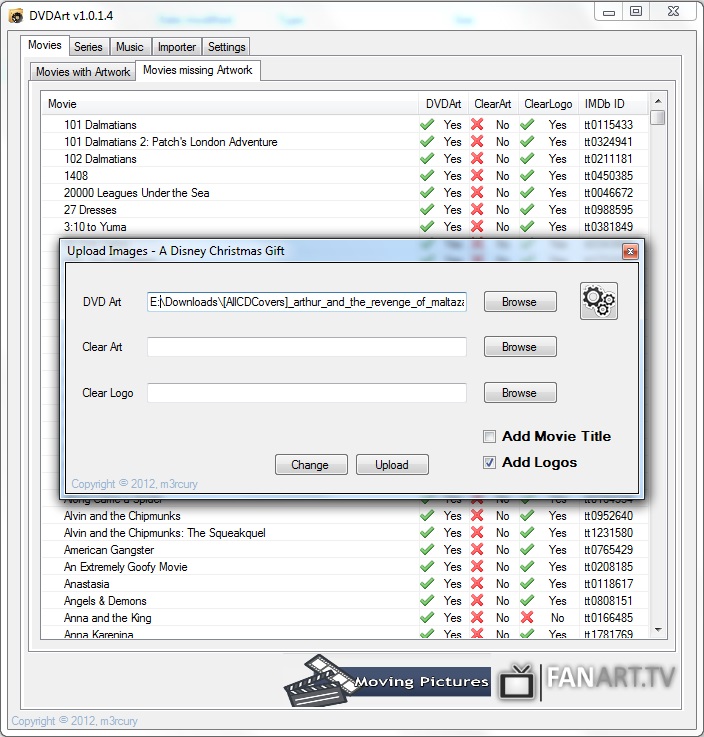 DVDArt v1.0.1.4
Movies Series Music Importer Settings
Movies with Artwork Movies missing Artwork
Movie DVDArt ClearArt ClearLogo IMDb ID
101 Dalmatians Yes No Yes tt0115433
101 Dalmatians 2: Patch's London Adventure Yes No Yes tt0324941
102 Dalmatians Yes No Yes tt0211181
1408 Yes No Yes tt0450385
20000 Leagues Under the Sea Yes No Yes tt0046672
27 Dresses Yes No Yes tt0988595
3:10 to Yuma Yes No Yes tt0381849
Upload Images - A Disney Christmas Gift
DVD Art E:\Downloads\[AllCDCovers]_arthur_and_the_revenge_of_maltaza Browse
Clear Art Browse
Clear Logo Browse
Add Movie Title
Add Logos
Change Upload
Copyright © 2012, m3rcury
Along Came a Spider Yes No Yes
Alvin and the Chipmunks Yes No Yes tt0952640
Alvin and the Chipmunks: The Squeakquel Yes No Yes tt1231580
American Gangster Yes No Yes tt0765429
An Extremely Goofy Movie Yes No Yes tt0208185
Anastasia Yes No Yes tt0118617
Angels & Demons Yes No Yes tt0808151
Anna and the King Yes No No tt0166485
Anna Karenina Yes No Yes tt1781769
Moving Pictures FANART.TV
Copyright © 2012, m3rcury